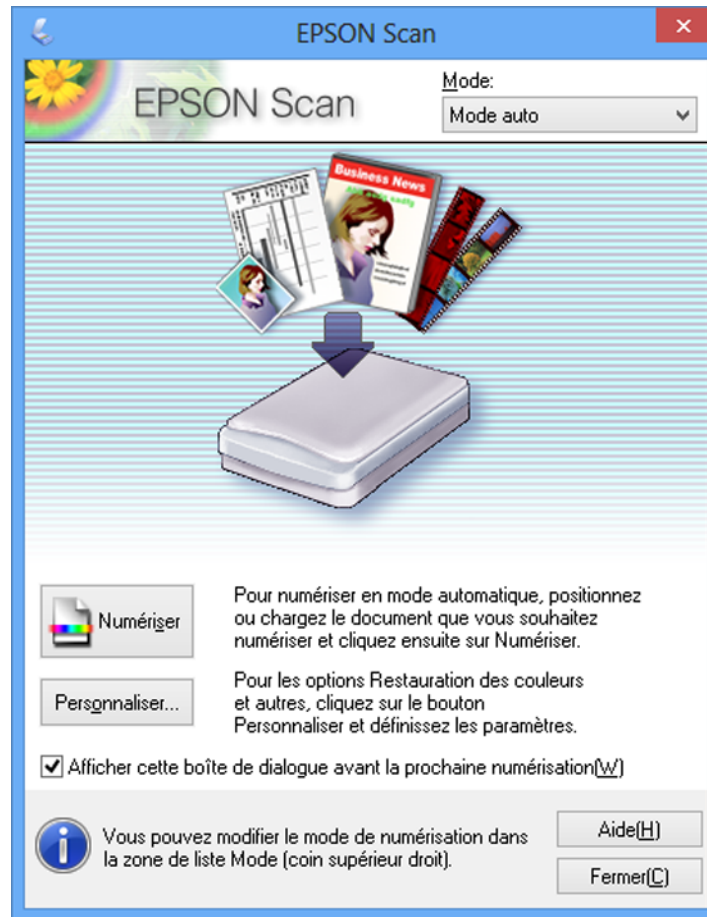 EPSON Scan
EPSON Scan
Mode:
Mode auto
Business News
Numériser
Pour numériser en mode automatique, positionnez
ou chargez le document que vous souhaitez
numériser et cliquez ensuite sur Numériser.
Personnaliser...
Pour les options Restauration des couleurs
et autres, cliquez sur le bouton
Personnaliser et définissez les paramètres.
Afficher cette boîte de dialogue avant la prochaine numérisation(W)
Vous pouvez modifier le mode de numérisation dans
la zone de liste Mode (coin supérieur droit).
Aide(H)
Fermer(C)